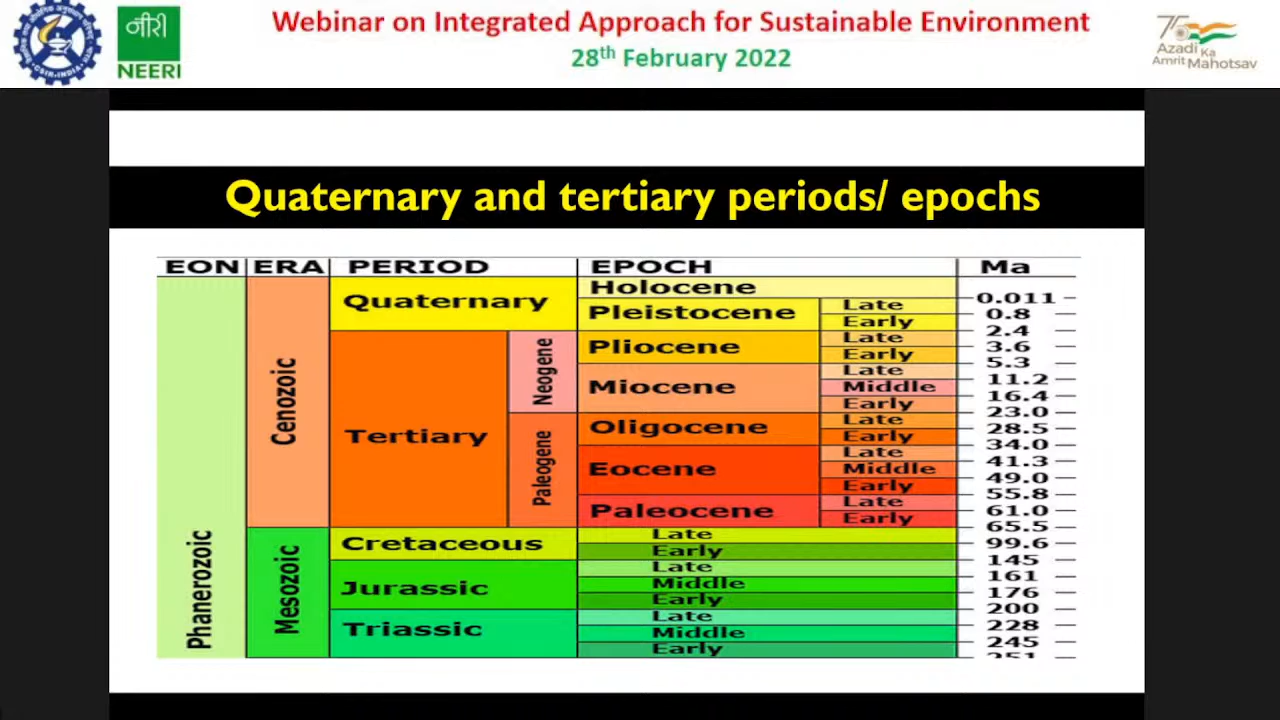 Webinar on Integrated Approach for Sustainable Environment
28th February 2022
CSIR-INDIA
नीरी
NEERI
75
Azadi Ka
Amrit Mahotsav
Quaternary and tertiary periods/ epochs
EON ERA PERIOD EPOCH Ma
Phanerozoic
Cenozoic
Quaternary
Holocene
0.011
Pleistocene
Late
0.8
Early
2.4
Tertiary
Neogene
Pliocene
Late
3.6
Early
5.3
Miocene
Late
11.2
Middle
16.4
Early
23.0
Paleogene
Oligocene
Late
28.5
Early
34.0
Eocene
Late
41.3
Middle
49.0
Early
55.8
Paleocene
Late
61.0
Early
65.5
Mesozoic
Cretaceous
Late
99.6
Early
145
Jurassic
Late
161
Middle
176
Early
200
Triassic
Late
228
Middle
245
Early
251